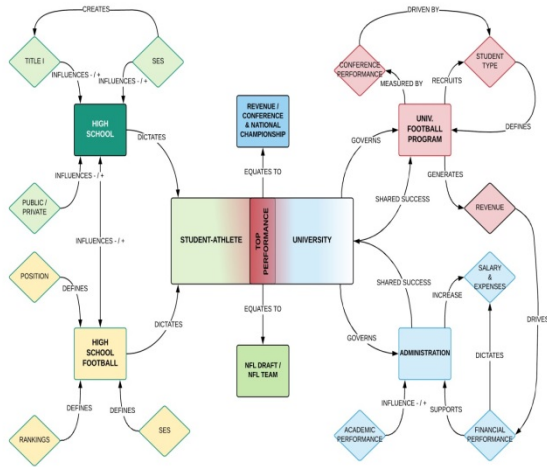 CREATES
TITLE I
SES
INFLUENCES - / +
INFLUENCES - / +
HIGH
SCHOOL
DICTATES
INFLUENCES - / +
PUBLIC /
PRIVATE
INFLUENCES - / +
POSITION
DEFINES
HIGH
SCHOOL
FOOTBALL
DICTATES
DEFINES
DEFINES
RANKINGS
SES
REVENUE /
CONFERENCE
& NATIONAL
CHAMPIONSHIP
EQUATES TO
STUDENT-ATHLETE
TOP
PERFORMANCE
UNIVERSITY
EQUATES TO
NFL DRAFT /
NFL TEAM
DRIVEN BY
CONFERENCE
PERFORMANCE
STUDENT
TYPE
MEASURED BY
RECRUITS
UNIV.
FOOTBALL
PROGRAM
DEFINES
GOVERNS
GENERATES
SHARED SUCCESS
REVENUE
SHARED SUCCESS
SALARY
&
EXPENSES
INCREASE
DRIVES
GOVERNS
ADMINISTRATION
DICTATES
INFLUENCE - / +
SUPPORTS
ACADEMIC
PERFORMANCE
FINANCIAL
PERFORMANCE